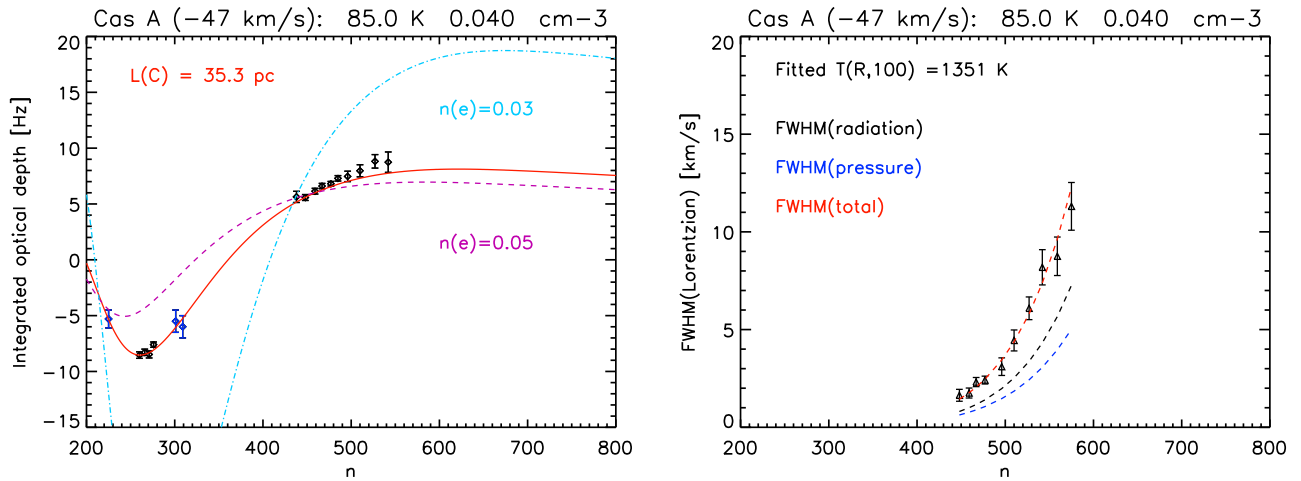 Cas A (−47 km/s): 85.0 K 0.040 cm−3
20
15
10
5
0
−5
−10
−15
Integrated optical depth [Hz]
L(C) = 35.3 pc
n(e)=0.03
n(e)=0.05
200 300 400 500 600 700 800
n
Cas A (−47 km/s): 85.0 K 0.040 cm−3
20
15
10
5
0
FWHM(Lorentzian) [km/s]
Fitted T(R,100) =1351 K
FWHM(radiation)
FWHM(pressure)
FWHM(total)
200 300 400 500 600 700 800
n